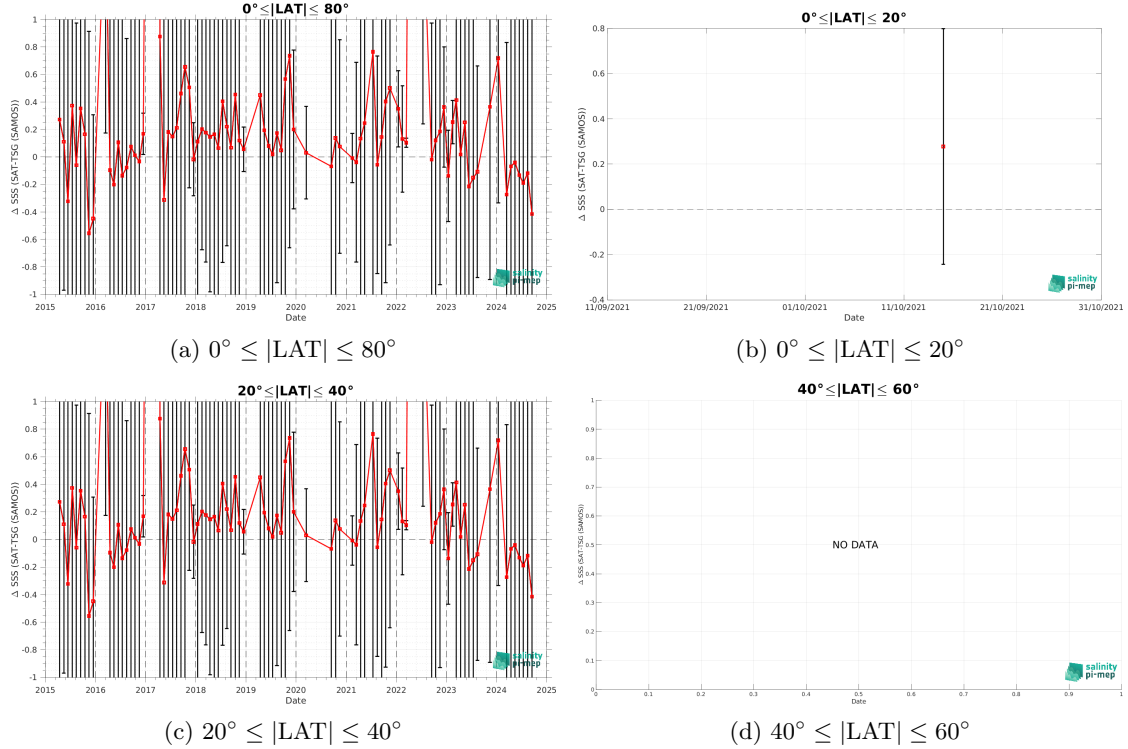 0°≤|LAT|≤ 80°
1
0.8
0.6
0.4
0.2
0
-0.2
-0.4
-0.6
-0.8
-1
Δ SSS (SAT-TSG (SAMOS))
2015 2016 2017 2018 2019 2020 2021 2022 2023 2024 2025
Date
salinity
pi-mep
(a) 0° ≤ |LAT| ≤ 80°
0°≤|LAT|≤ 20°
0.8
0.6
0.4
0.2
0
-0.2
-0.4
Δ SSS (SAT-TSG (SAMOS))
11/09/2021 21/09/2021 01/10/2021 11/10/2021 21/10/2021 31/10/2021
Date
salinity
pi-mep
(b) 0° ≤ |LAT| ≤ 20°
20°≤|LAT|≤ 40°
1
0.8
0.6
0.4
0.2
0
-0.2
-0.4
-0.6
-0.8
-1
Δ SSS (SAT-TSG (SAMOS))
2015 2016 2017 2018 2019 2020 2021 2022 2023 2024 2025
Date
salinity
pi-mep
(c) 20° ≤ |LAT| ≤ 40°
40°≤|LAT|≤ 60°
1
0.9
0.8
0.7
0.6
0.5
0.4
0.3
0.2
0.1
0
Δ SSS (SAT-TSG (SAMOS))
NO DATA
0 0.1 0.2 0.3 0.4 0.5 0.6 0.7 0.8 0.9 1
Date
salinity
pi-mep
(d) 40° ≤ |LAT| ≤ 60°